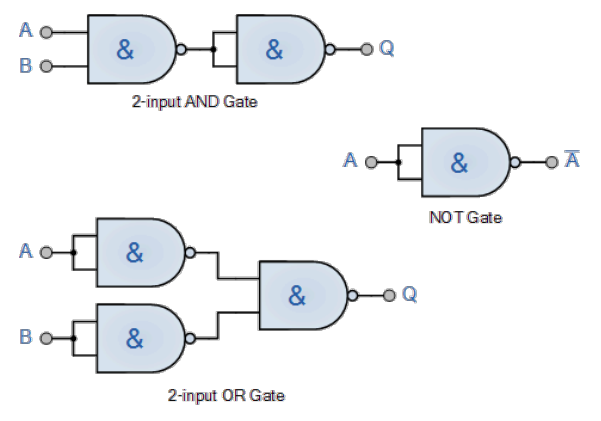 A & & Q
B
2-input AND Gate
A & A̅
NOT Gate
A &
& Q
B &
2-input OR Gate